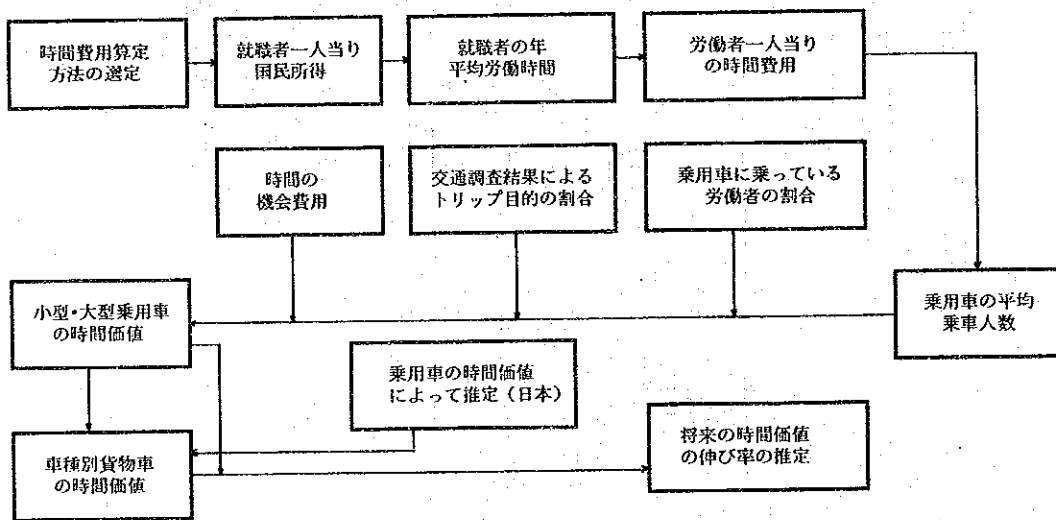 時間費用算定
方法の選定
就職者一人当り
国民所得
就職者の年
平均労働時間
労働者一人当り
の時間費用
時間の
機会費用
交通調査結果による
トリップ目的の割合
乗用車に乗っている
労働者の割合
小型・大型乗用車
の時間価値
乗用車の平均
乗車人数
乗用車の時間価値
によって推定（日本）
車種別貨物車
の時間価値
将来の時間価値
の伸び率の推定